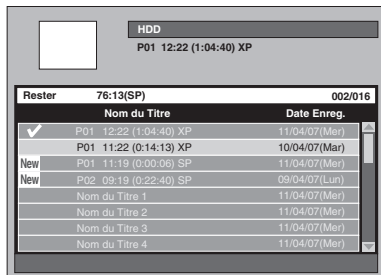 HDD
P01 12:22 (1:04:40) XP
Rester 76:13(SP) 002/016
Nom du Titre Date Enreg.
P01 12:22 (1:04:40) XP 11/04/07(Mer)
P01 11:22 (0:14:13) XP 10/04/07(Mar)
New P01 11:19 (0:00:06) SP 11/04/07(Mer)
New P02 09:19 (0:22:40) SP 09/04/07(Lun)
Nom du Titre 1 11/04/07(Mer)
Nom du Titre 2 11/04/07(Mer)
Nom du Titre 3 11/04/07(Mer)
Nom du Titre 4 11/04/07(Mer)